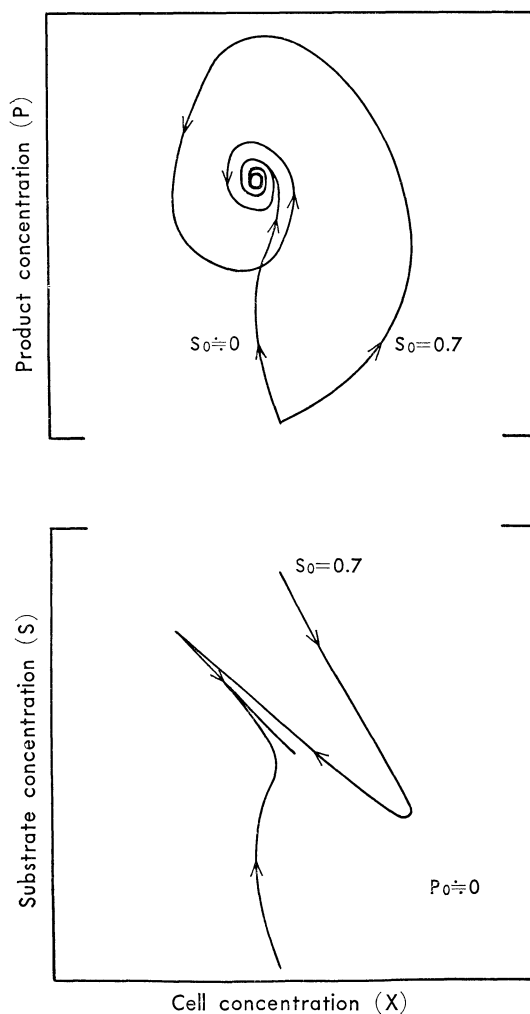 Product concentration (P)
S₀≒0
S₀=0.7
S₀=0.7
Substrate concentration (S)
P₀≒0
Cell concentration (X)